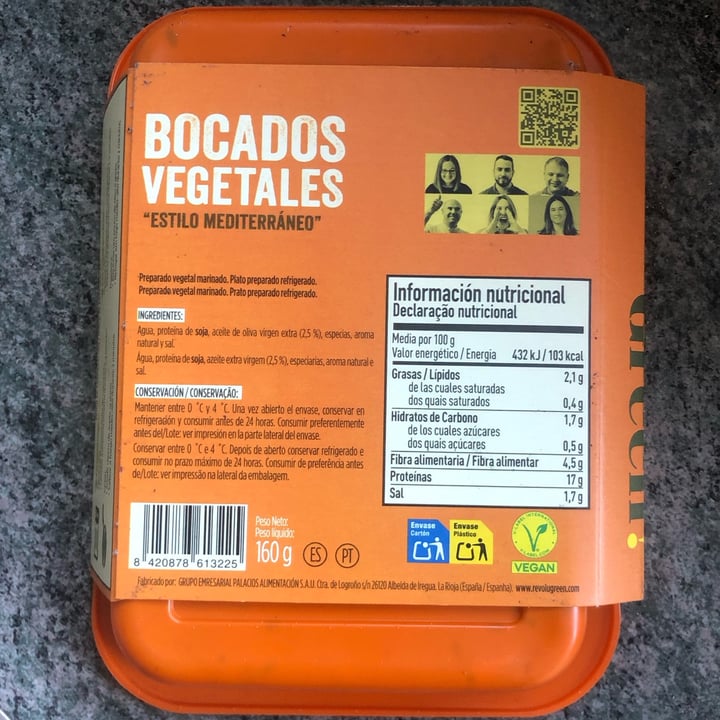 BOCADOS
VEGETALES
"ESTILO MEDITERRÁNEO"
Preparado vegetal marinado. Plato preparado refrigerado.
Preparado vegetal marinado. Prato preparado refrigerado.
INGREDIENTES:
Agua, proteína de soja, aceite de oliva virgen extra (2,5 %), especias, aroma
natural y sal.
Água, proteína de soja, azeite extra virgem (2,5%), especiarias, aroma natural e
sal.
CONSERVACIÓN / CONSERVAÇÃO:
Mantener entre 0 ˚C y 4 ˚C. Una vez abierto el envase, conservar en
refrigeración y consumir antes de 24 horas. Consumir preferentemente
antes del/Lote: ver impresión en la parte lateral del envase.
Conservar entre 0 ˚C e 4 ˚C. Depois de aberto conservar refrigerado e
consumir no prazo máximo de 24 horas. Consumir de preferência antes
de/Lote: ver impressão na lateral da embalagem.
8 420878 613225
Peso Neto:
Peso líquido:
160 g
ES
PT
Información nutricional
Declaração nutricional
Media por 100 g
Valor energético / Energia 432 kJ / 103 kcal
Grasas / Lípidos 2,1 g
de las cuales saturadas
dos quais saturados 0,4 g
Hidratos de Carbono 1,7 g
de los cuales azúcares
dos quais açúcares 0,5 g
Fibra alimentaria / Fibra alimentar 4,5 g
Proteínas 17 g
Sal 1,7 g
Envase
Cartón
Envase
Plástico
V-LABEL INTERNATIONAL
V-LABEL.COM
VEGAN
Fabricado por: GRUPO EMRESARIAL PALACIOS ALIMENTACIÓN S.A.U. Ctra. de Logroño s/n 26120 Albelda de Iregua, La Rioja (España / Espanha). www.revolugreen.com